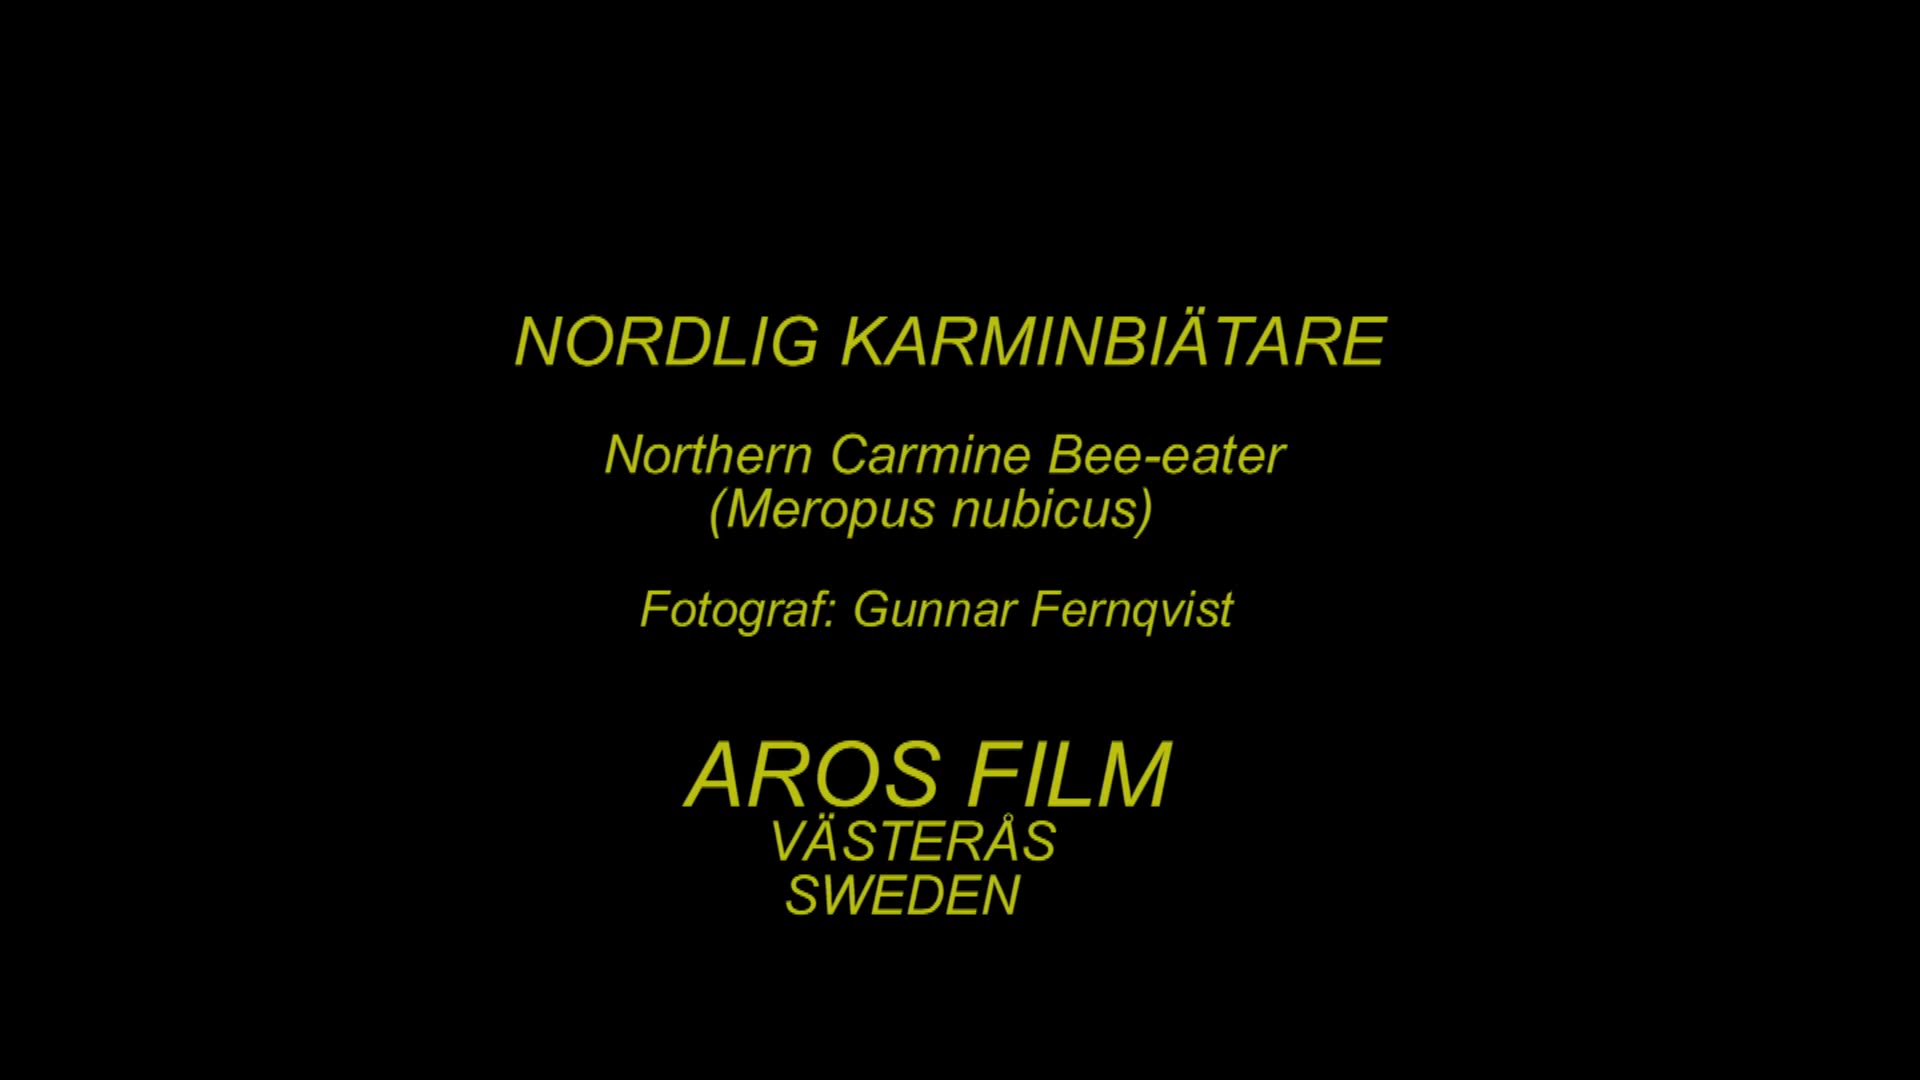 NORDLIG KARMINBIÄTARE
Northern Carmine Bee-eater
(Meropus nubicus)
Fotograf: Gunnar Fernqvist
AROS FILM
VÄSTERÅS
SWEDEN